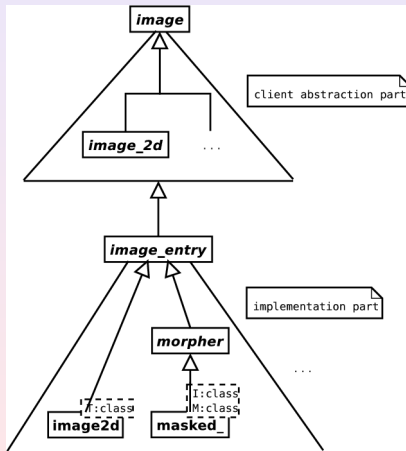 image
client abstraction part
image_2d
...
image_entry
implementation part
morpher
...
T:class
I:class
M:class
image2d
masked_